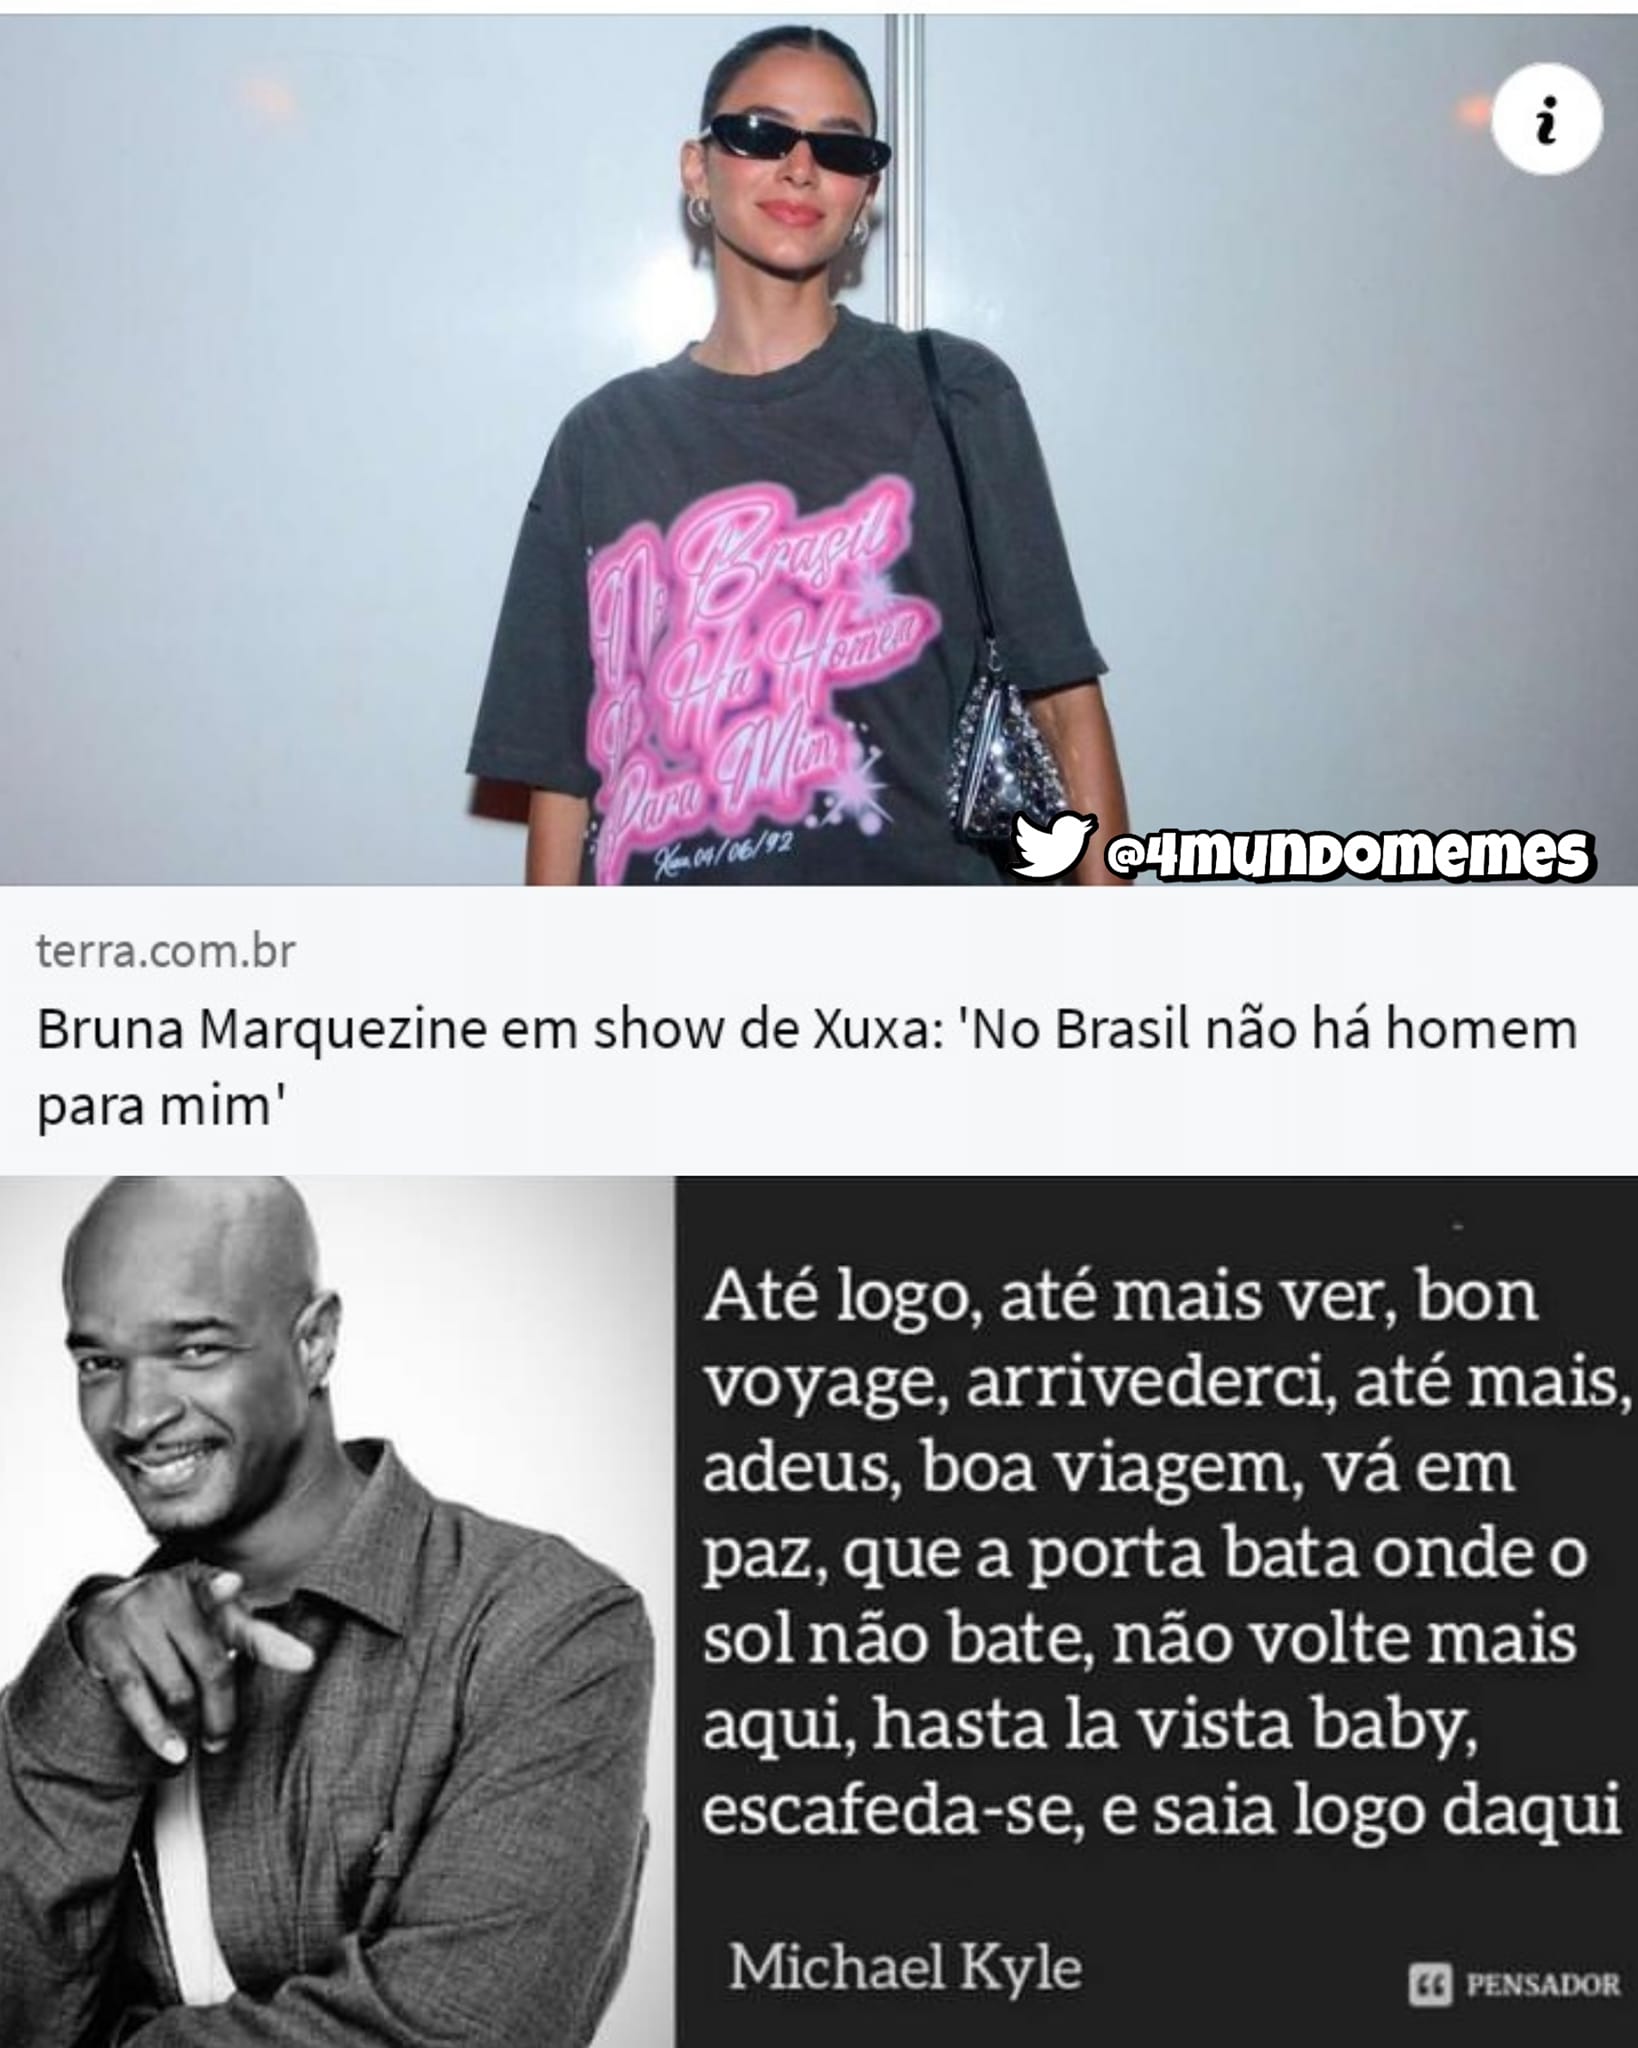 i
No Brasil
Ñ Há Homem
Para Mim
Xuxa 04/06/92
@4mundomemes
terra.com.br
Bruna Marquezine em show de Xuxa: 'No Brasil não há homem
para mim'
Até logo, até mais ver, bon
voyage, arrivederci, até mais,
adeus, boa viagem, vá em
paz, que a porta bata onde o
sol não bate, não volte mais
aqui, hasta la vista baby,
escafeda-se, e saia logo daqui
Michael Kyle
PENSADOR